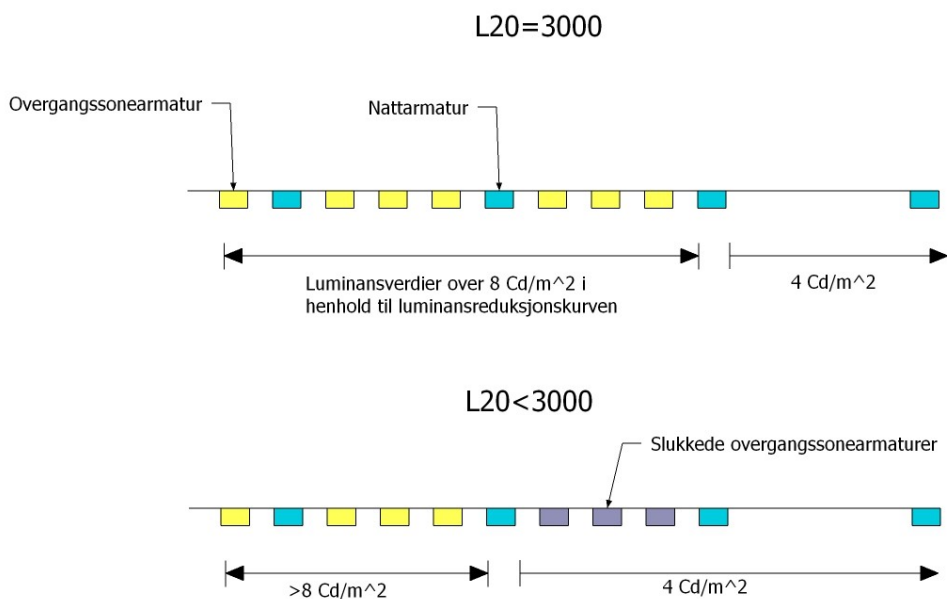 L20=3000
Overgangssonearmatur
Nattarmatur
Luminansverdier over 8 Cd/m^2 i
henhold til luminansreduksjonskurven
4 Cd/m^2
L20<3000
Slukkede overgangssonearmaturer
>8 Cd/m^2
4 Cd/m^2